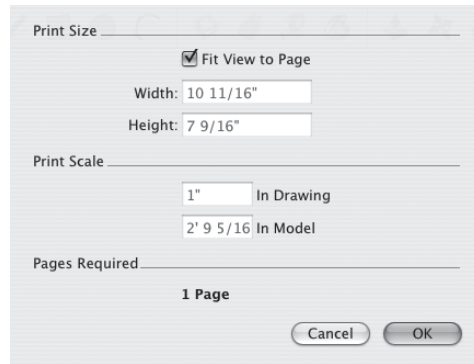 Print Size
Fit View to Page
Width: 10 11/16"
Height: 7 9/16"
Print Scale
1" In Drawing
2' 9 5/16 In Model
Pages Required
1 Page
Cancel OK